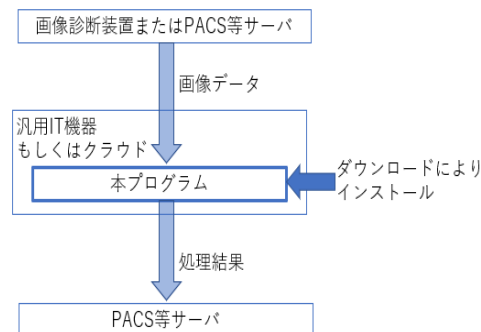 画像診断装置またはPACS等サーバ
画像データ
汎用IT機器
もしくはクラウド
本プログラム
ダウンロードにより
インストール
処理結果
PACS等サーバ